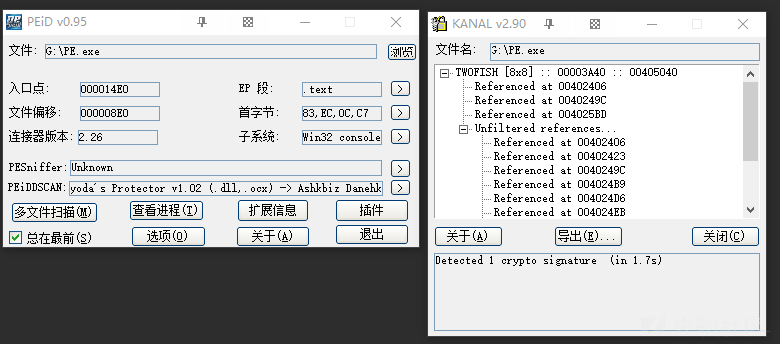 PEiD v0.95
文件: G:\PE.exe 浏览
入口点: 000014E0 EP 段: .text >
文件偏移: 000008E0 首字节: 83,EC,0C,C7 >
连接器版本: 2.26 子系统: Win32 console >
PESniffer: Unknown >
PEiDDSCAN: yoda's Protector v1.02 (.dll,.ocx) -> Ashkbiz Danehk >
多文件扫描(M) 查看进程(T) 扩展信息 插件
总在最前(S) 选项(O) 关于(A) 退出
KANAL v2.90
文件名: G:\PE.exe
TWOFISH [8x8] :: 00003A40 :: 00405040
Referenced at 00402406
Referenced at 0040249C
Referenced at 004025BD
Unfiltered references...
Referenced at 00402406
Referenced at 00402423
Referenced at 0040249C
Referenced at 004024B9
Referenced at 004024D6
Referenced at 004024EB
关于(A) 导出(E)... 关闭(C)
Detected 1 crypto signature (in 1.7s)